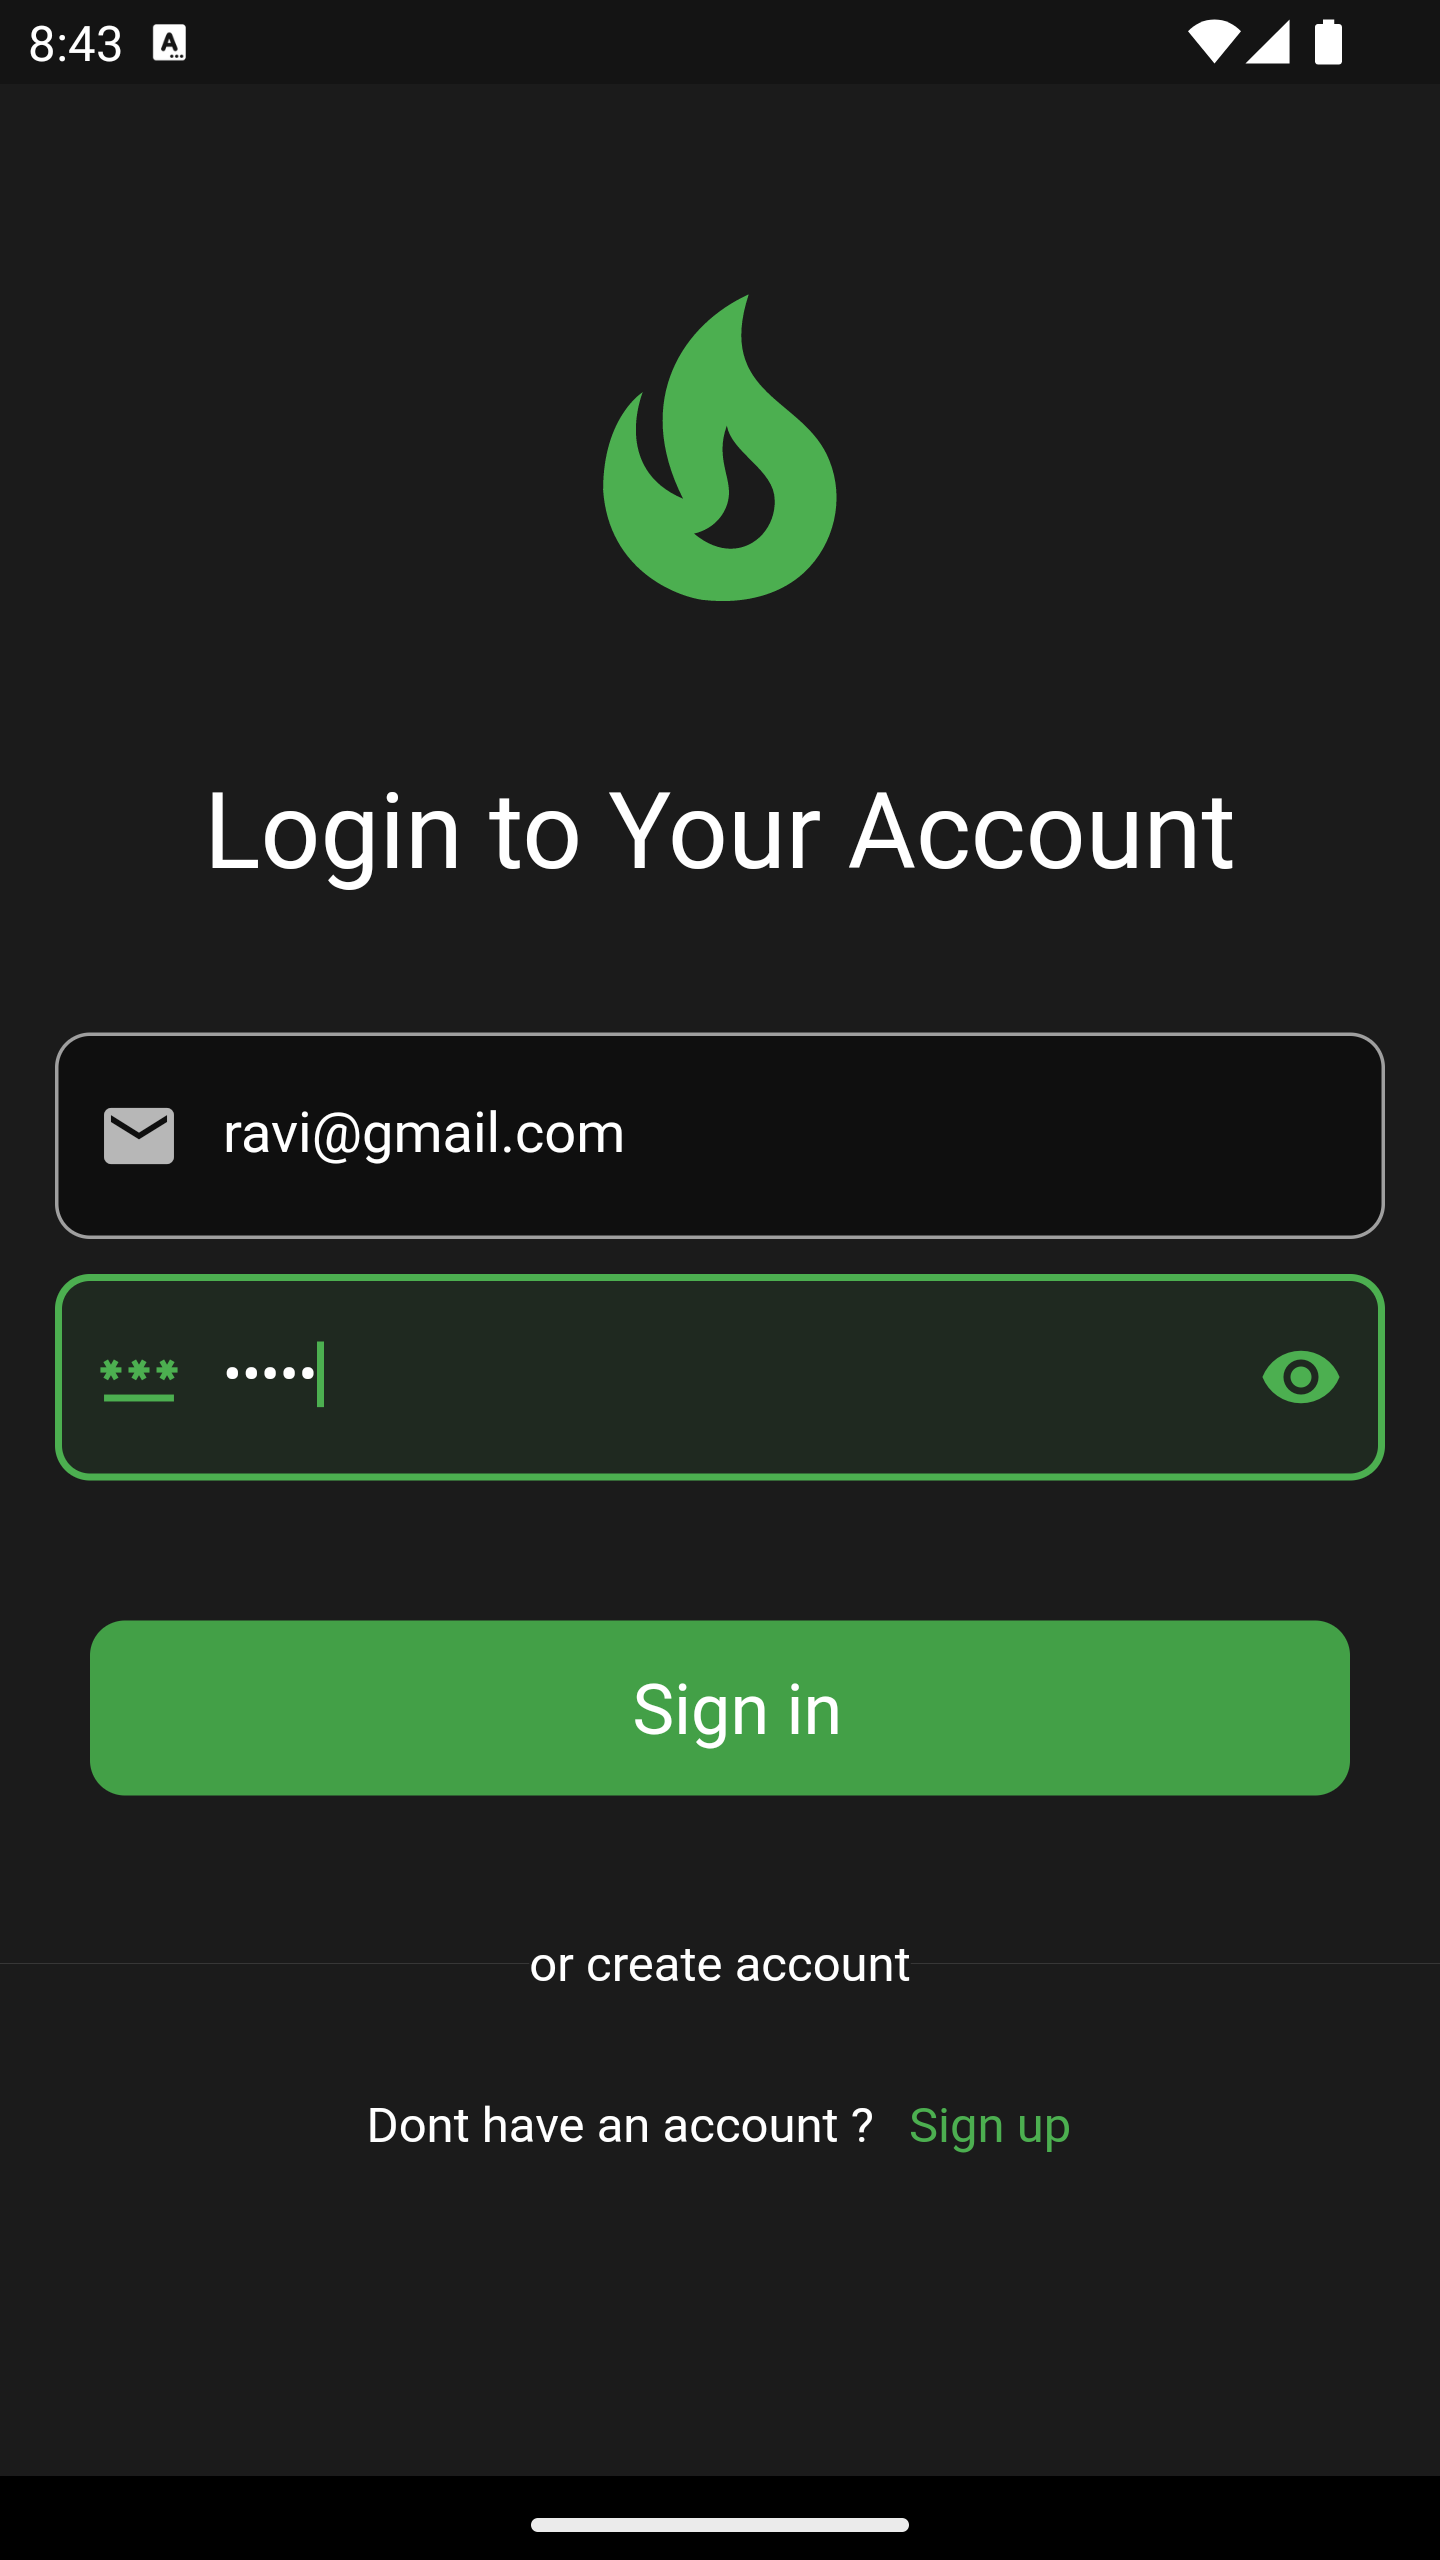 8:43
Login to Your Account
ravi@gmail.com
•••••
Sign in
or create account
Dont have an account ? Sign up